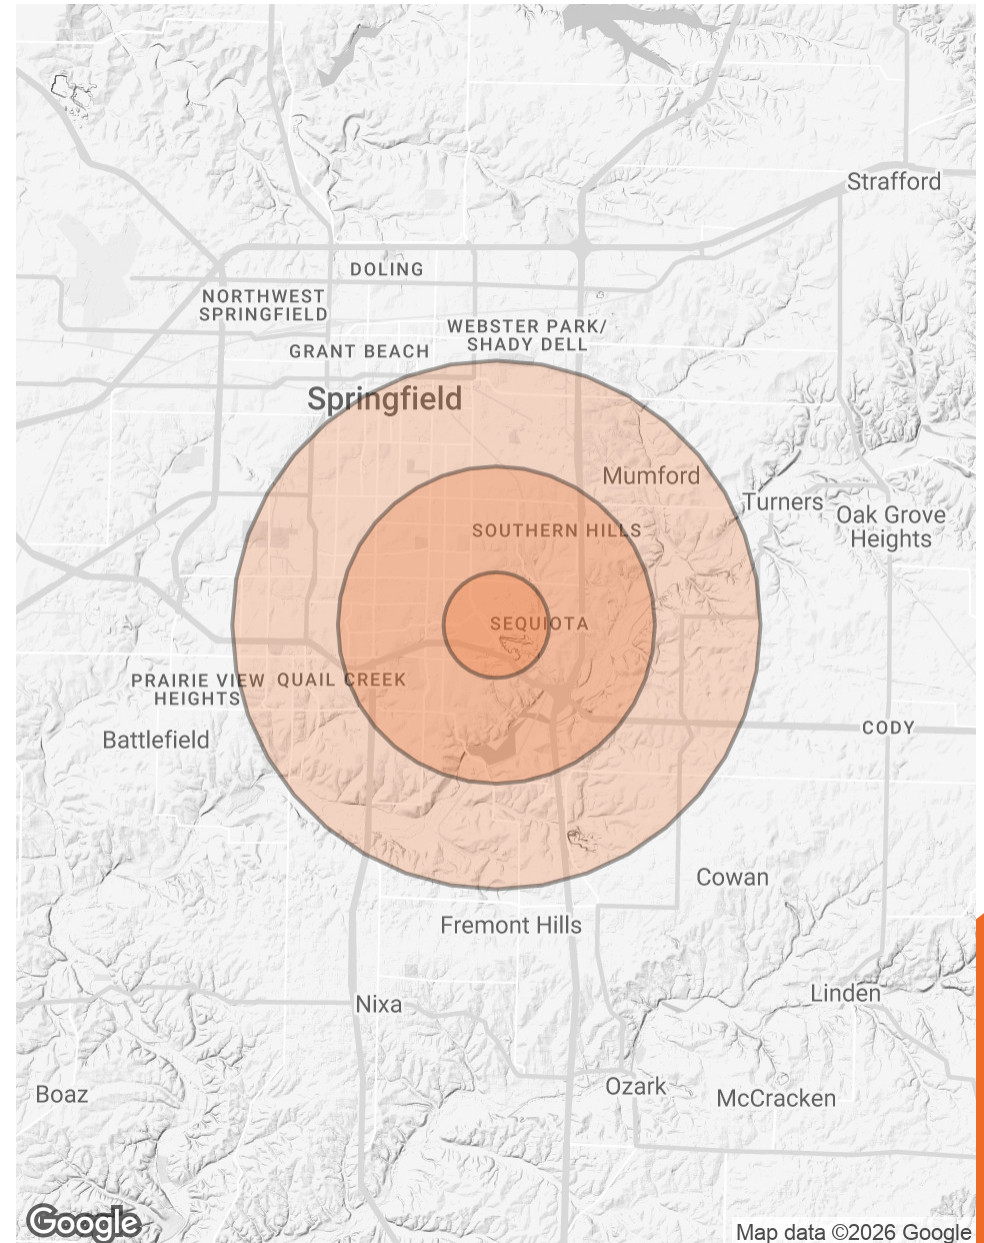 Strafford
DOLING
NORTHWEST
SPRINGFIELD
WEBSTER PARK/
SHADY DELL
GRANT BEACH
Springfield
Mumford
Turners
Oak Grove
Heights
SOUTHERN HILLS
SEQUIOTA
PRAIRIE VIEW
HEIGHTS
QUAIL CREEK
Battlefield
CODY
Cowan
Fremont Hills
Linden
Nixa
Ozark
Boaz
McCracken
Google
Map data ©2026 Google